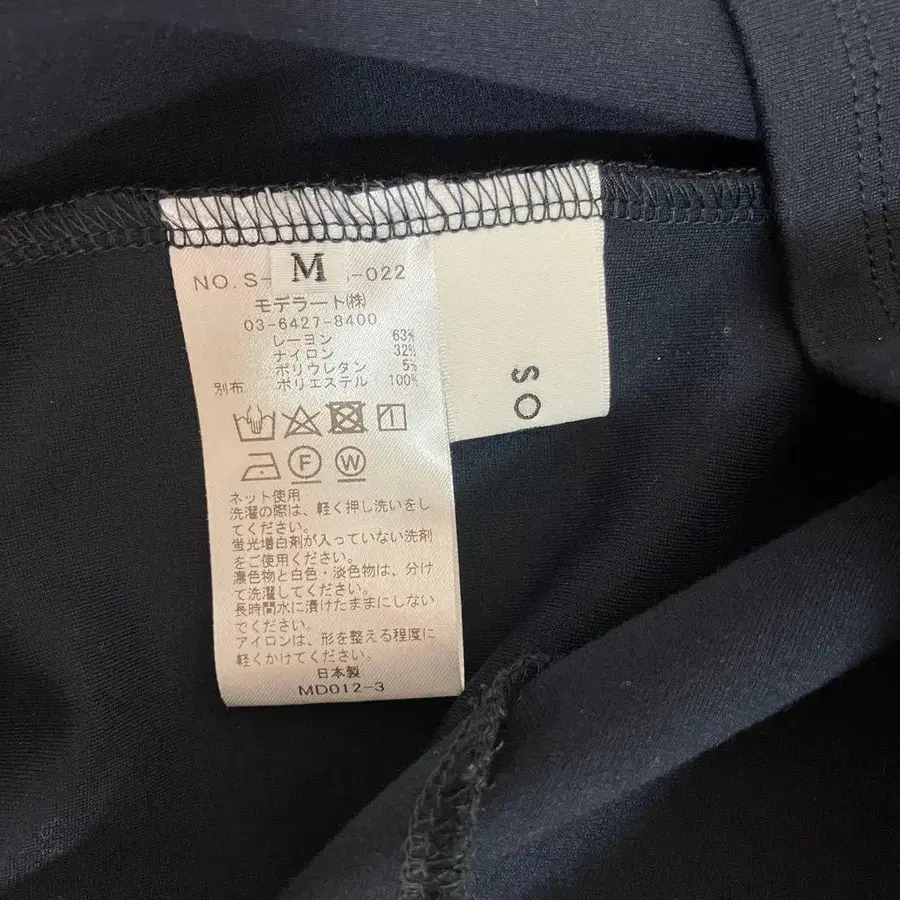 M
NO. S- -022
モデラート(株)
03-6427-8400
レーヨン 63%
ナイロン 32%
ポリウレタン 5%
別布 ポリエステル 100%
F W
ネット使用
洗濯の際は、軽く押し洗いをし
てください。
蛍光増白剤が入っていない洗剤
をご使用ください。
濃色物と白色・淡色物は、分け
て洗濯してください。
長時間水に漬けたままにしない
でください。
アイロンは、形を整える程度に
軽くかけてください。
日本製
MD012-3
SO